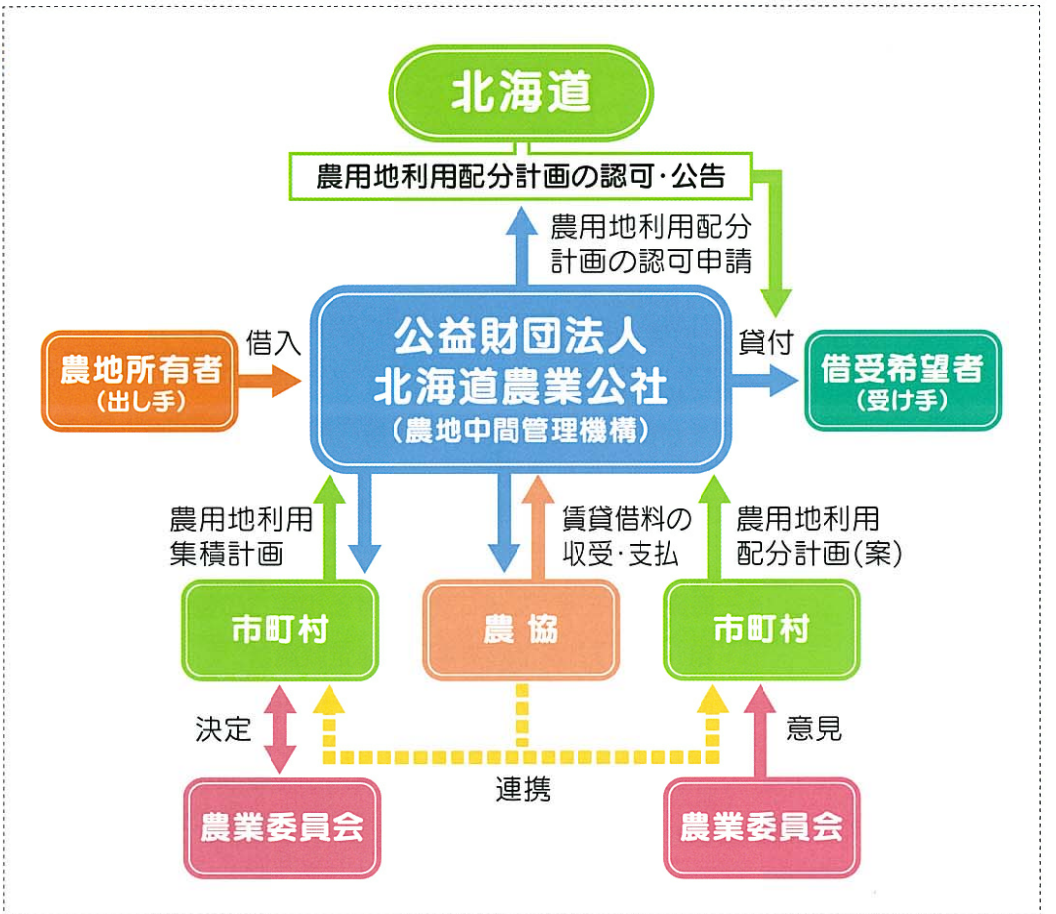 北海道
農用地利用配分計画の認可・公告
農用地利用配分
計画の認可申請
農地所有者
(出し手)
借入
公益財団法人
北海道農業公社
(農地中間管理機構)
貸付
借受希望者
(受け手)
農用地利用
集積計画
賃貸借料の
収受・支払
農用地利用
配分計画(案)
市町村
農協
市町村
決定
連携
意見
農業委員会
農業委員会